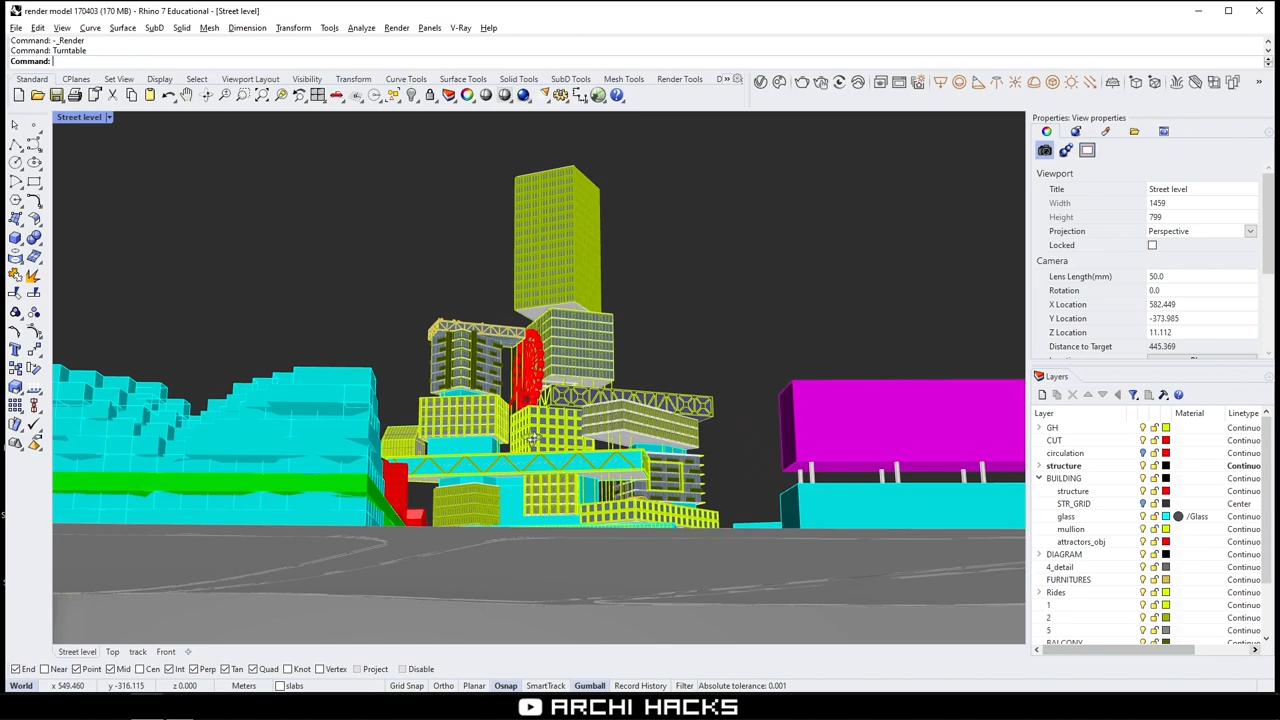 render model 170403 (170 MB) - Rhino 7 Educational - [Street level]
File Edit View Curve Surface SubD Solid Mesh Dimension Transform Tools Analyze Render Panels V-Ray Help
Command: -_Render
Command: Turntable
Command:
Standard CPlanes Set View Display Select Viewport Layout Visibility Transform Curve Tools Surface Tools Solid Tools SubD Tools Mesh Tools Render Tools D
Street level
Properties: View properties
Viewport
Title Street level
Width 1459
Height 799
Projection Perspective
Locked
Camera
Lens Length(mm) 50.0
Rotation 0.0
X Location 582.449
Y Location -373.985
Z Location 11.112
Distance to Target 445.369
Layers
Layer Material Linetype
GH Continuo
CUT Continuo
circulation Continuo
structure Continuo
BUILDING Continuo
structure Continuo
STR_GRID Center
glass /Glass Continuo
mullion Continuo
attractors_obj Continuo
DIAGRAM Continuo
4_detail Continuo
FURNITURES Continuo
Rides Continuo
1 Continuo
2 Continuo
5 Continuo
BALCONY Continuo
Street level Top track Front
End Near Point Mid Cen Int Perp Tan Quad Knot Vertex Project Disable
World x 549.460 y -316.115 z 0.000 Meters slabs Grid Snap Ortho Planar Osnap SmartTrack Gumball Record History Filter Absolute tolerance: 0.001
ARCHI HACKS